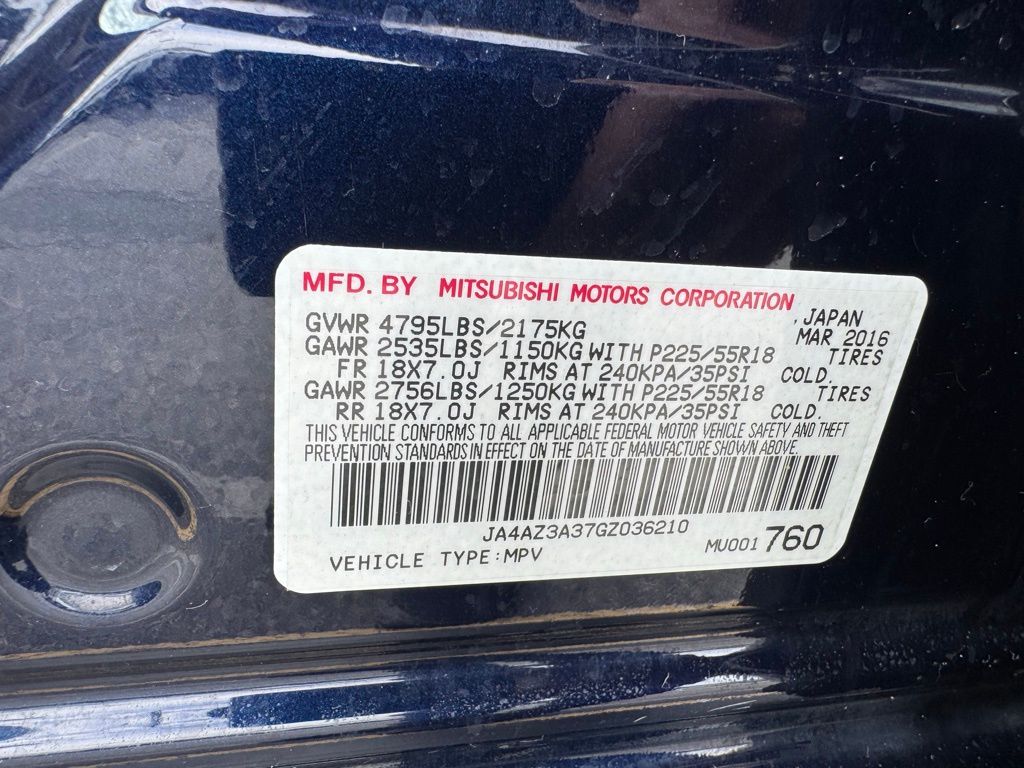 MFD. BY MITSUBISHI MOTORS CORPORATION
JAPAN
GVWR 4795LBS/2175KG MAR 2016
GAWR 2535LBS/1150KG WITH P225/55R18 TIRES
FR 18X7.0J RIMS AT 240KPA/35PSI COLD.
GAWR 2756LBS/1250KG WITH P225/55R18 TIRES
RR 18X7.0J RIMS AT 240KPA/35PSI COLD.
THIS VEHICLE CONFORMS TO ALL APPLICABLE FEDERAL MOTOR VEHICLE SAFETY AND THEFT
PREVENTION STANDARDS IN EFFECT ON THE DATE OF MANUFACTURE SHOWN ABOVE.
JA4AZ3A37GZ036210
VEHICLE TYPE:MPV MU001 760